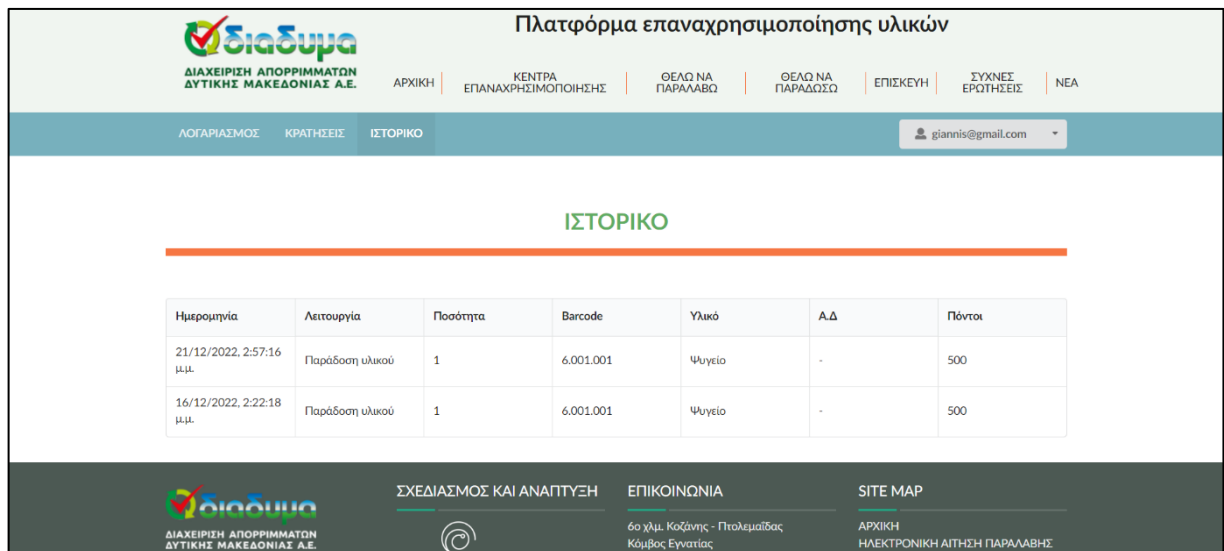 Πλατφόρμα επαναχρησιμοποίησης υλικών
διαδυμα
ΔΙΑΧΕΙΡΙΣΗ ΑΠΟΡΡΙΜΜΑΤΩΝ
ΔΥΤΙΚΗΣ ΜΑΚΕΔΟΝΙΑΣ Α.Ε.
ΑΡΧΙΚΗ
ΚΕΝΤΡΑ
ΕΠΑΝΑΧΡΗΣΙΜΟΠΟΙΗΣΗΣ
ΘΕΛΩ ΝΑ
ΠΑΡΑΛΑΒΩ
ΘΕΛΩ ΝΑ
ΠΑΡΑΔΩΣΩ
ΕΠΙΣΚΕΥΗ
ΣΥΧΝΕΣ
ΕΡΩΤΗΣΕΙΣ
ΝΕΑ
ΛΟΓΑΡΙΑΣΜΟΣ ΚΡΑΤΗΣΕΙΣ ΙΣΤΟΡΙΚΟ giannis@gmail.com
ΙΣΤΟΡΙΚΟ
Ημερομηνία Λειτουργία Ποσότητα Barcode Υλικό Α.Δ Πόντοι
21/12/2022, 2:57:16
μ.μ.
Παράδοση υλικού 1 6.001.001 Ψυγείο - 500
16/12/2022, 2:22:18
μ.μ.
Παράδοση υλικού 1 6.001.001 Ψυγείο - 500
διαδυμα
ΔΙΑΧΕΙΡΙΣΗ ΑΠΟΡΡΙΜΜΑΤΩΝ
ΔΥΤΙΚΗΣ ΜΑΚΕΔΟΝΙΑΣ Α.Ε.
ΣΧΕΔΙΑΣΜΟΣ ΚΑΙ ΑΝΑΠΤΥΞΗ
ΕΠΙΚΟΙΝΩΝΙΑ
6ο χλμ. Κοζάνης - Πτολεμαΐδας
Κόμβος Εγνατίας
SITE MAP
ΑΡΧΙΚΗ
ΗΛΕΚΤΡΟΝΙΚΗ ΑΙΤΗΣΗ ΠΑΡΑΛΑΒΗΣ